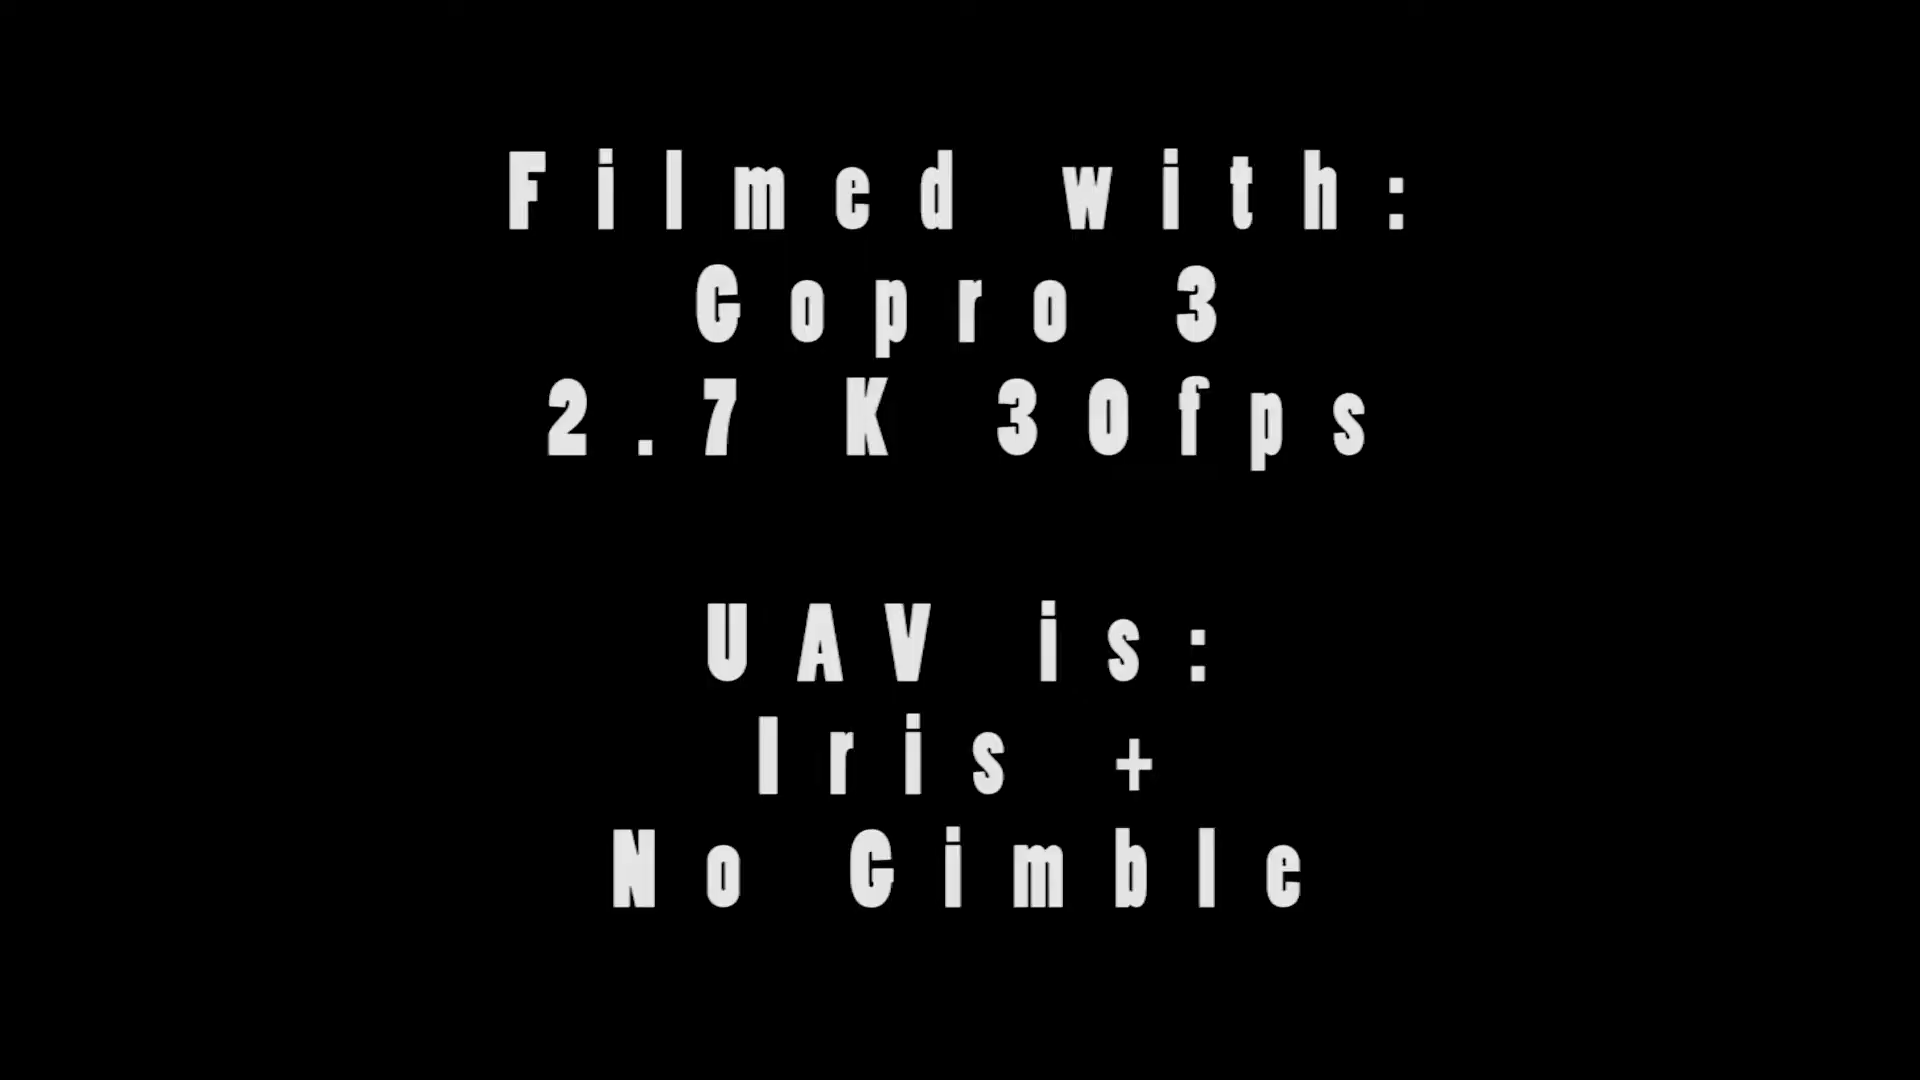 Filmed with:
Gopro 3
2.7 K 30fps
UAV is:
Iris +
No Gimble